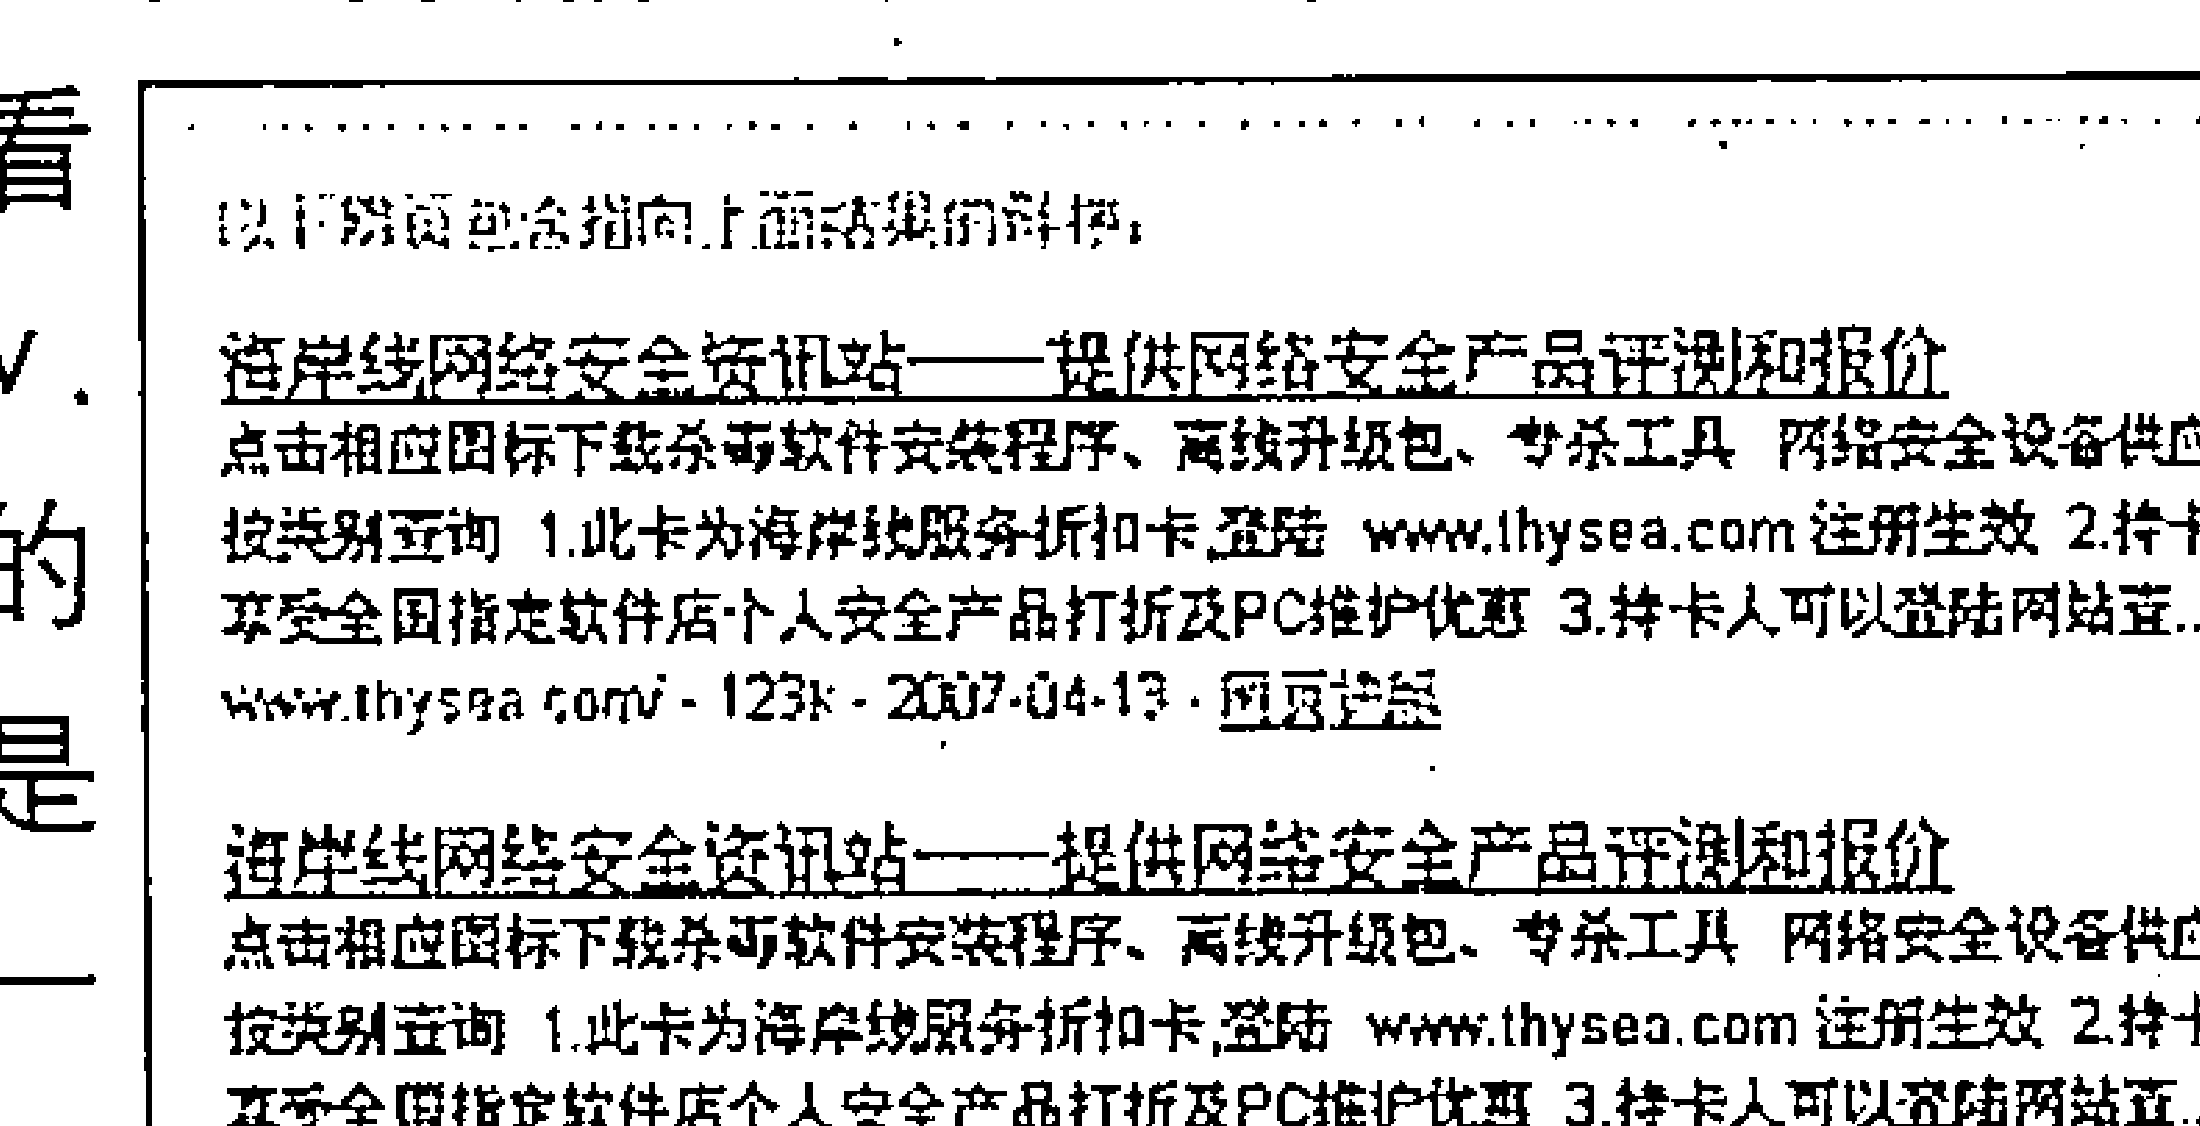 看
w.
的
是
一
以下网页包含指向上面结果的链接:
海岸线网络安全资讯站——提供网络安全产品评测和报价
点击相应图标下载杀毒软件安装程序、离线升级包、专杀工具 网络安全设备供应
按类别查询 1.此卡为海岸线服务折扣卡,登陆 www.thysea.com 注册生效 2.持卡
享受全国指定软件店个人安全产品打折及PC维护优惠 3.持卡人可以登陆网站查..
www.thysea.com/ - 123k - 2007-04-13 -
海岸线网络安全资讯站——提供网络安全产品评测和报价
点击相应图标下载杀毒软件安装程序、离线升级包、专杀工具 网络安全设备供应
按类别查询 1.此卡为海岸线服务折扣卡,登陆 www.thysea.com 注册生效 2.持卡
享受全国指定软件店个人安全产品打折及PC维护优惠 3.持卡人可以登陆网站查..